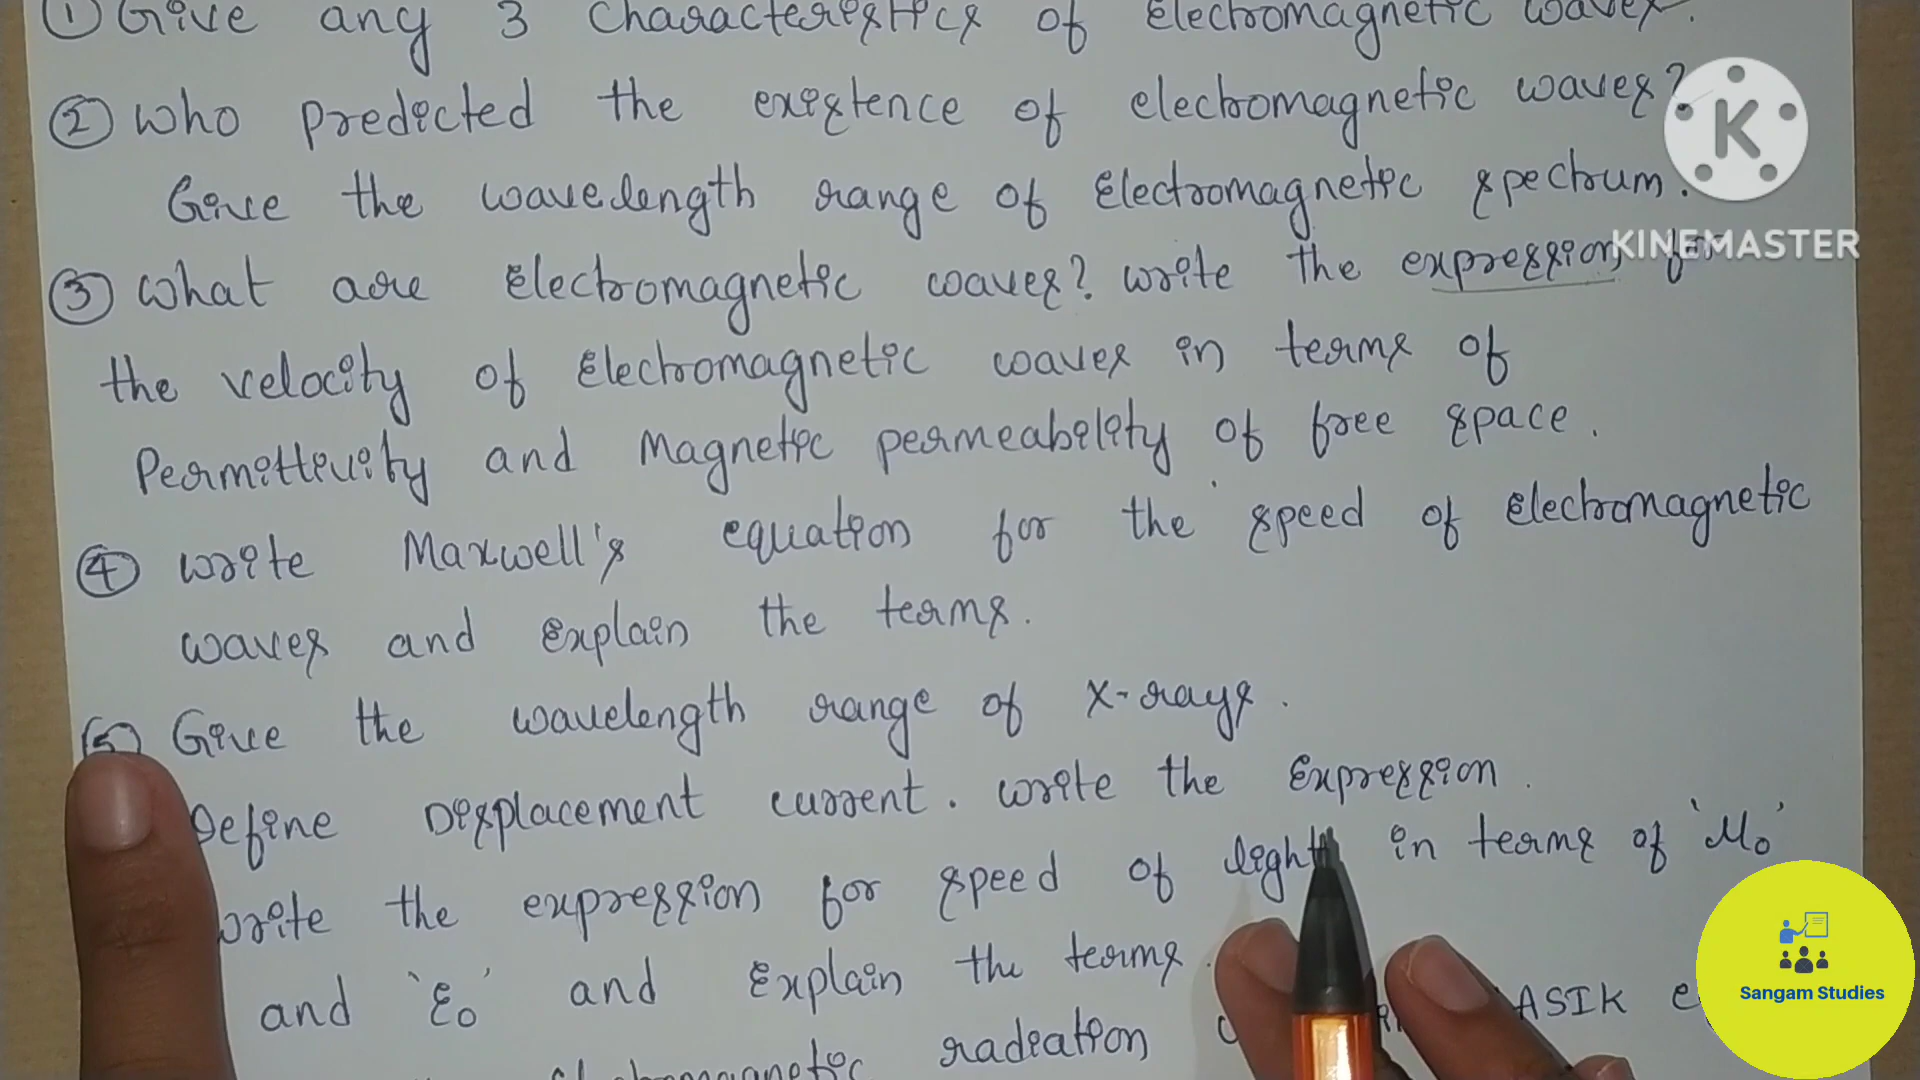 ① Give any 3 characteristics of Electromagnetic waves.
② Who predicted the existence of electromagnetic waves?
Give the wavelength range of Electromagnetic spectrum.
③ What are Electromagnetic waves? write the expression for
the velocity of Electromagnetic waves in terms of
Permittivity and Magnetic permeability of free space.
④ write Maxwell's equation for the speed of Electromagnetic
waves and explain the terms.
⑤ Give the wavelength range of X-rays.
Define Displacement current. write the Expression.
write the expression for speed of light in terms of 'μ₀'
and 'ε₀' and Explain the terms.
radiation ASIK
K
KINEMASTER
Sangam Studies